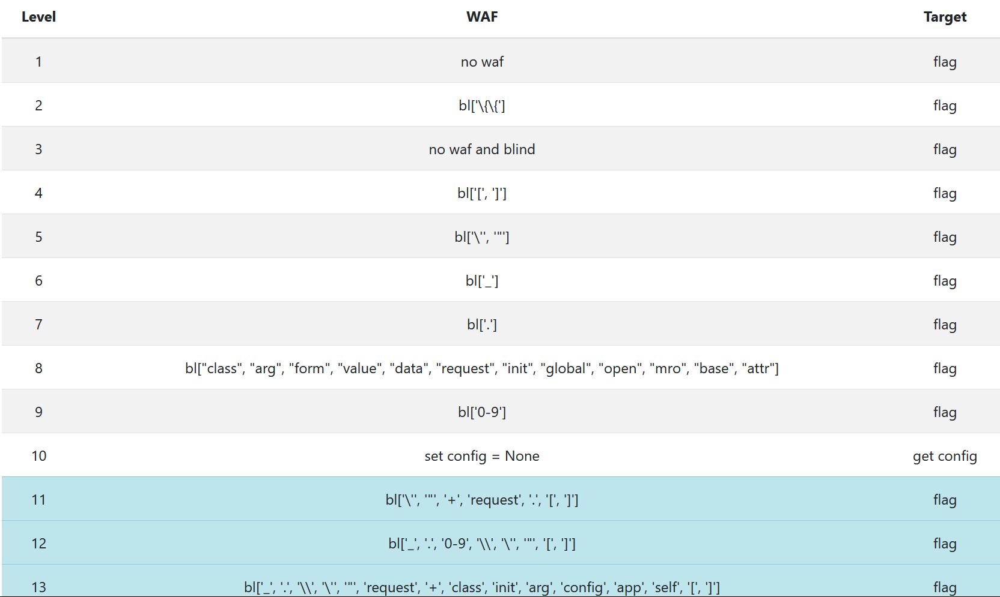 Level WAF Target
1 no waf flag
2 bl['\{\{'] flag
3 no waf and blind flag
4 bl['[', ']'] flag
5 bl['\'', '"'] flag
6 bl['_'] flag
7 bl['.'] flag
8 bl["class", "arg", "form", "value", "data", "request", "init", "global", "open", "mro", "base", "attr"] flag
9 bl['0-9'] flag
10 set config = None get config
11 bl['\'', '"', '+', 'request', '.', '[', ']'] flag
12 bl['_', '.', '0-9', '\\', '\'', '"', '[', ']'] flag
13 bl['_', '.', '\\', '\'', '"', 'request', '+', 'class', 'init', 'arg', 'config', 'app', 'self', '[', ']'] flag